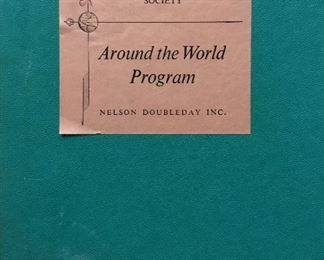 SOCIETY
Around the World
Program
NELSON DOUBLEDAY INC.